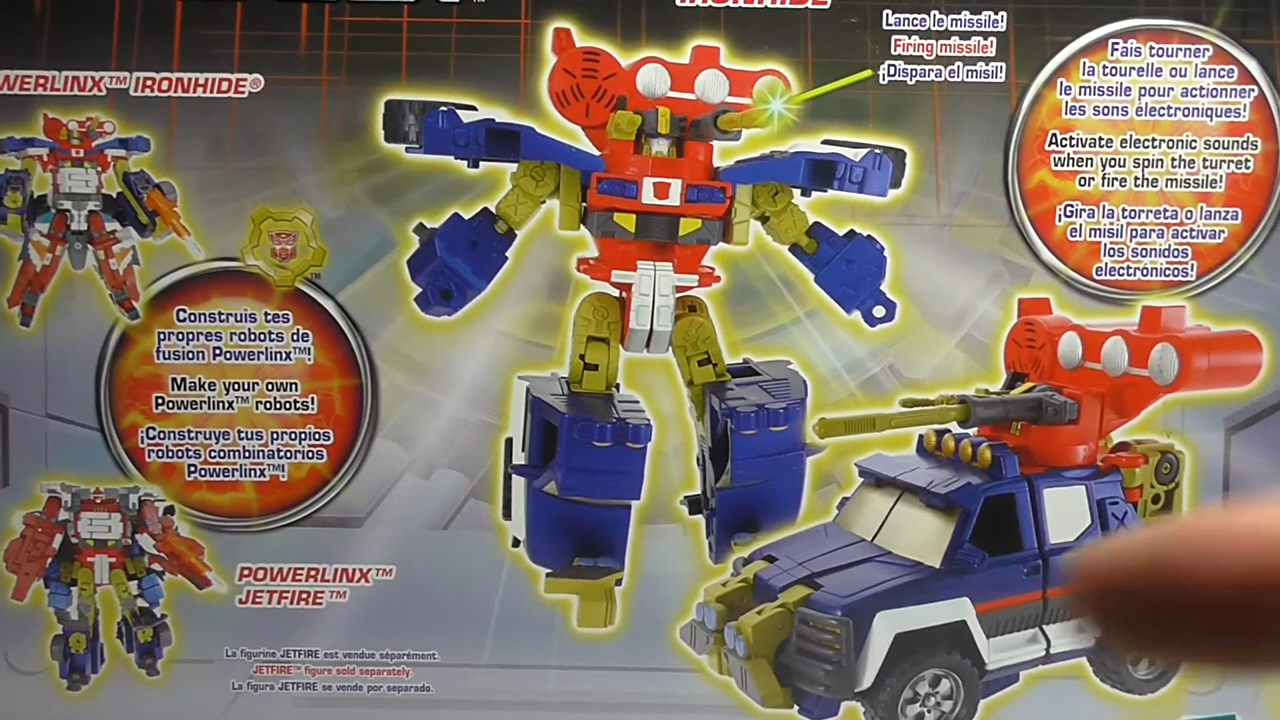 IRONHIDE
Lance le missile!
Firing missile!
¡Dispara el misil!
WERLINX™ IRONHIDE®
Fais tourner
la tourelle ou lance
le missile pour actionner
les sons électroniques!
Activate electronic sounds
when you spin the turret
or fire the missile!
¡Gira la torreta o lanza
el misil para activar
los sonidos
electrónicos!
Construis tes
propres robots de
fusion Powerlinx™!
Make your own
Powerlinx™ robots!
¡Construye tus propios
robots combinatorios
Powerlinx™!
POWERLINX™
JETFIRE™
La figurine JETFIRE est vendue séparément.
JETFIRE™ figure sold separately.
La figura JETFIRE se vende por separado.